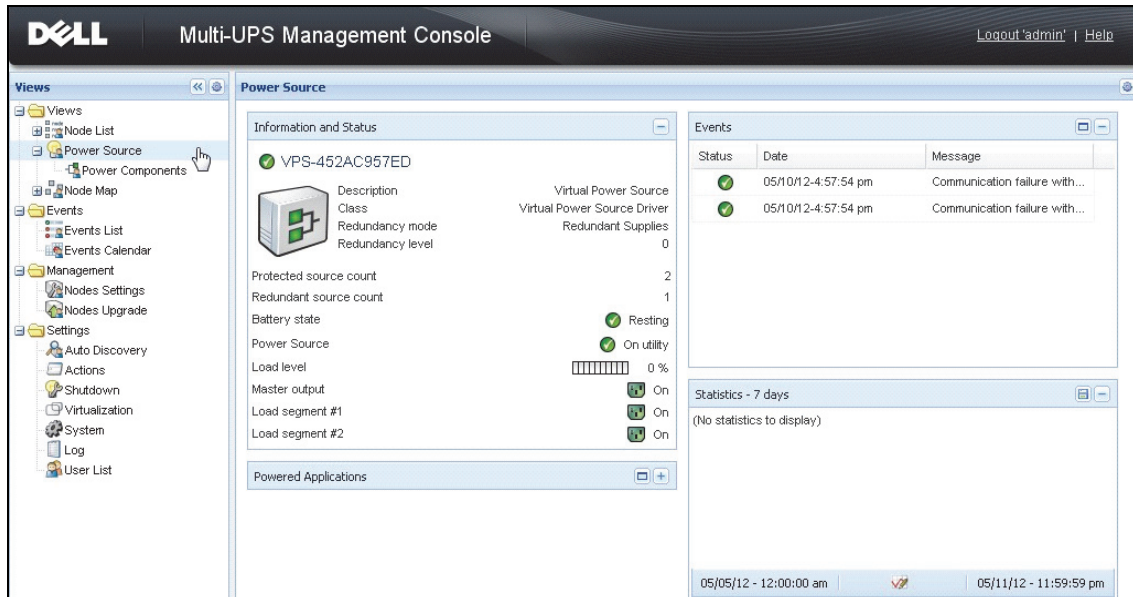 DELL
Multi-UPS Management Console
Logout 'admin' | Help
Views
Views
Node List
Power Source
Power Components
Node Map
Events
Events List
Events Calendar
Management
Nodes Settings
Nodes Upgrade
Settings
Auto Discovery
Actions
Shutdown
Virtualization
System
Log
User List
Power Source
Information and Status
VPS-452AC957ED
Description Virtual Power Source
Class Virtual Power Source Driver
Redundancy mode Redundant Supplies
Redundancy level 0
Protected source count 2
Redundant source count 1
Battery state Resting
Power Source On utility
Load level 0 %
Master output On
Load segment #1 On
Load segment #2 On
Powered Applications
Events
Status Date Message
05/10/12-4:57:54 pm Communication failure with...
05/10/12-4:57:54 pm Communication failure with...
Statistics - 7 days
(No statistics to display)
05/05/12 - 12:00:00 am 05/11/12 - 11:59:59 pm